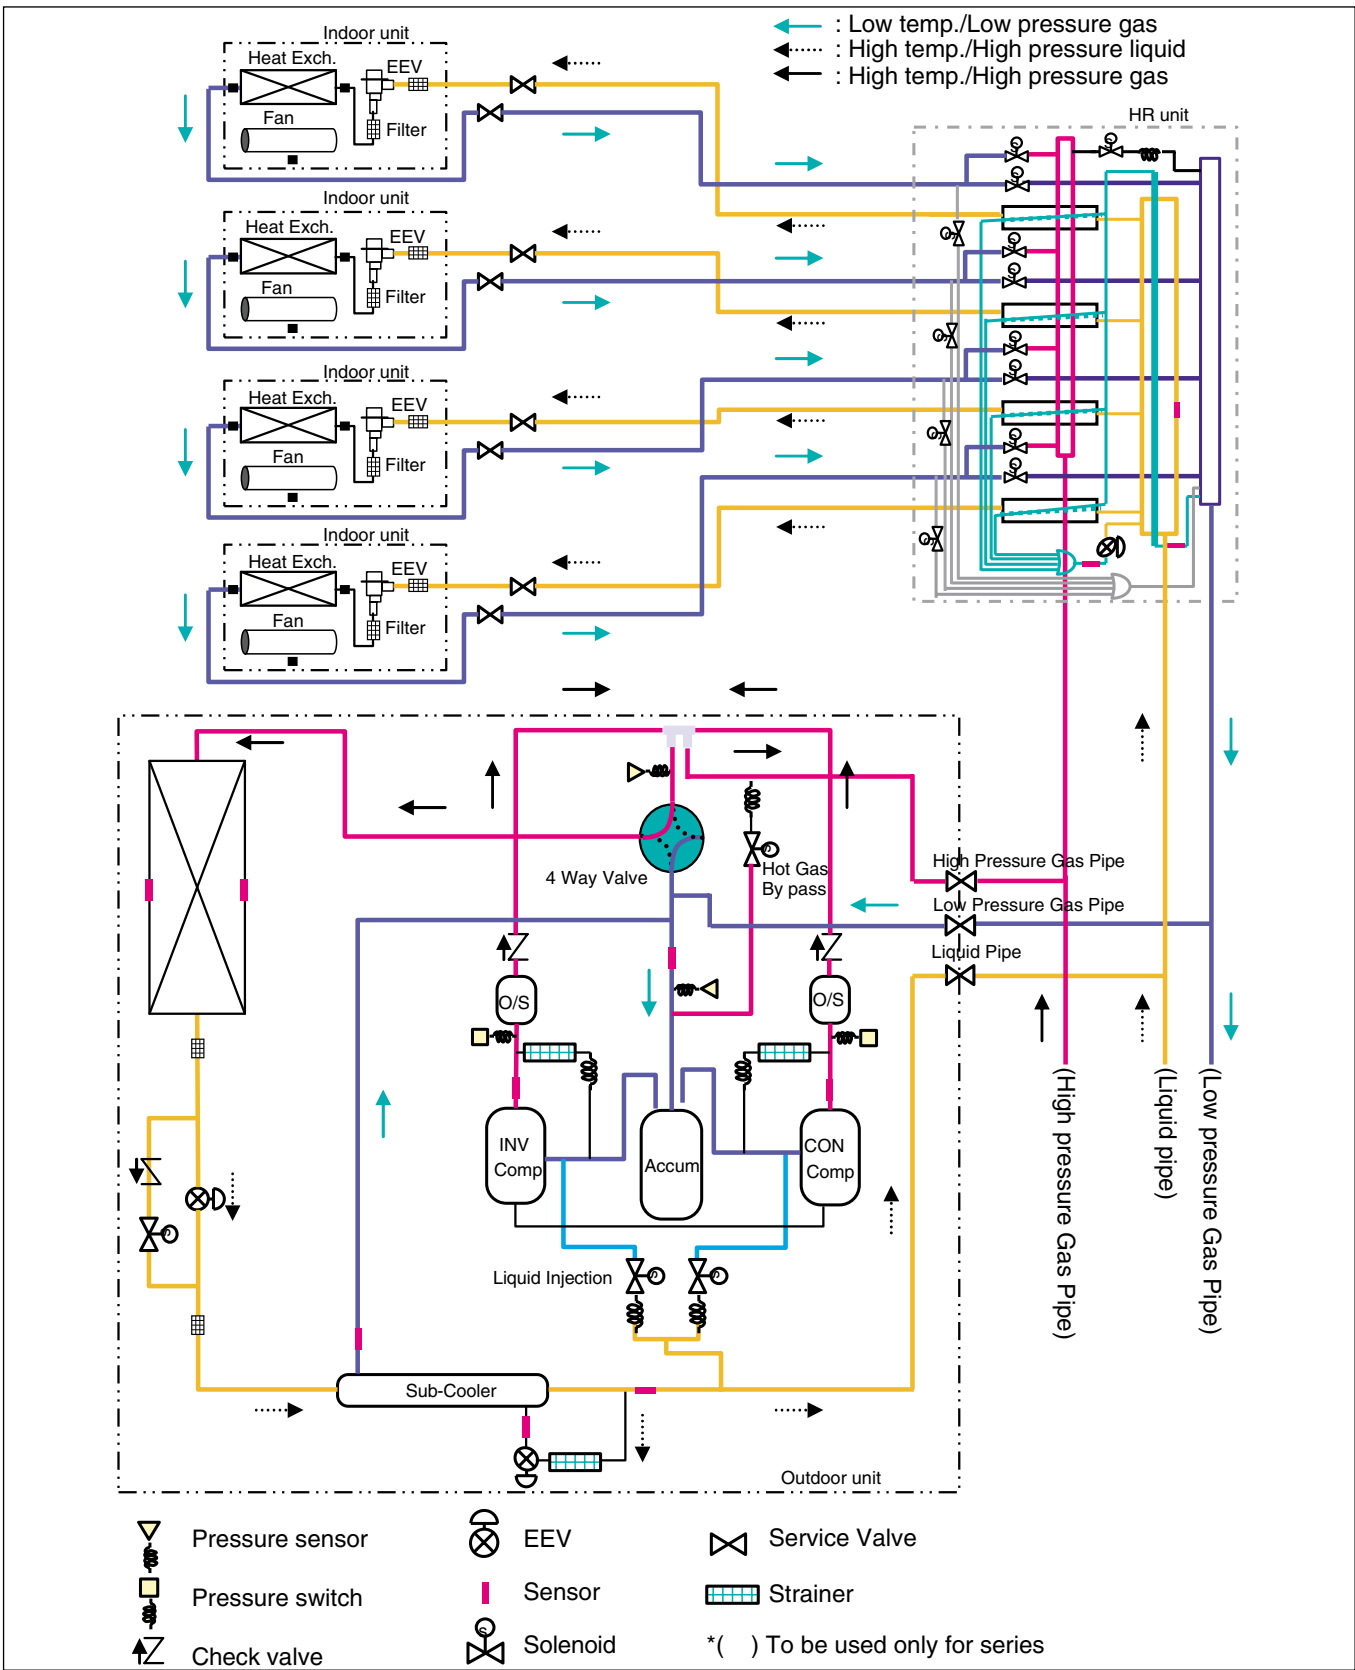 : Low temp./Low pressure gas
: High temp./High pressure liquid
: High temp./High pressure gas
Indoor unit
Heat Exch.
EEV
Fan
Filter
HR unit
Indoor unit
Heat Exch.
EEV
Fan
Filter
Indoor unit
Heat Exch.
EEV
Fan
Filter
Indoor unit
Heat Exch.
EEV
Fan
Filter
4 Way Valve
Hot Gas
By pass
High Pressure Gas Pipe
Low Pressure Gas Pipe
Liquid Pipe
O/S
O/S
INV
Comp
Accum
CON
Comp
(High pressure Gas Pipe)
(Liquid pipe)
(Low pressure Gas Pipe)
Liquid Injection
Sub-Cooler
Outdoor unit
Pressure sensor
EEV
Service Valve
Pressure switch
Sensor
Strainer
Check valve
S
Solenoid
*( ) To be used only for series